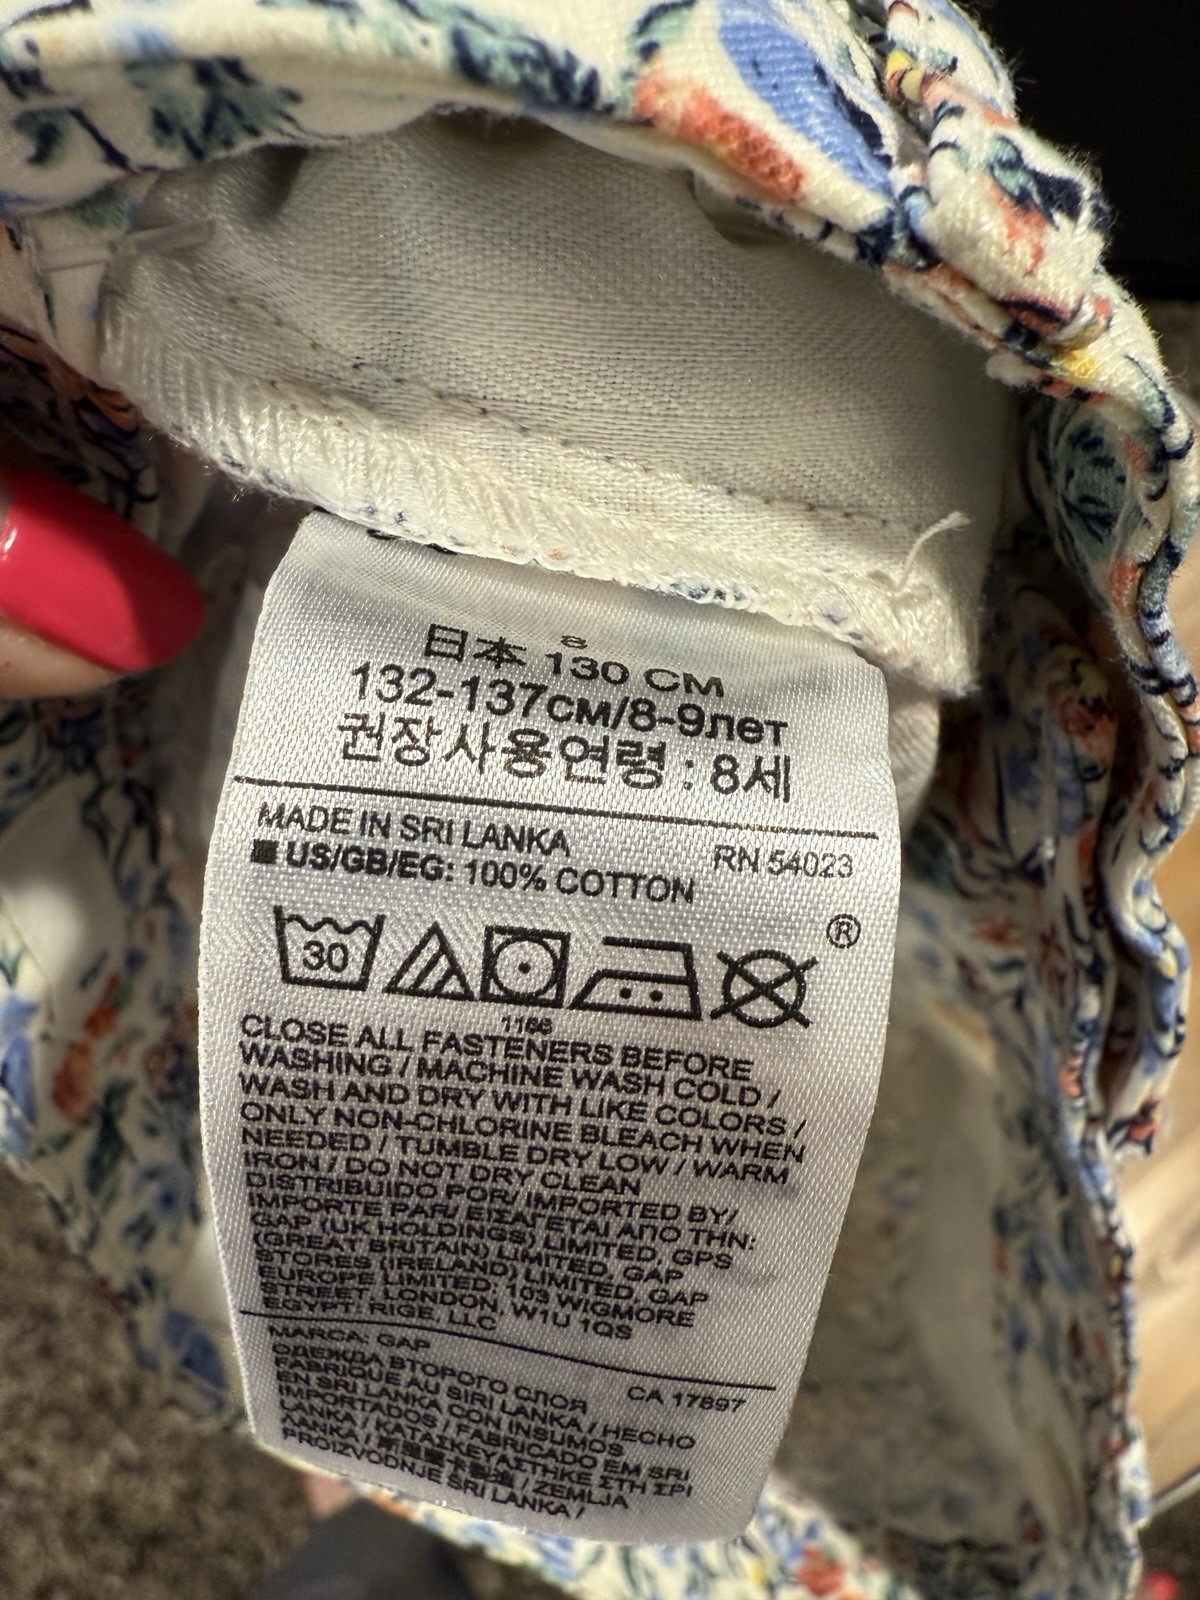 8
日本 130 CM
132-137см/8-9лет
권장사용연령 : 8세
MADE IN SRI LANKA
RN 54023
US/GB/EG: 100% COTTON
®
30
1166
CLOSE ALL FASTENERS BEFORE
WASHING / MACHINE WASH COLD /
WASH AND DRY WITH LIKE COLORS /
ONLY NON-CHLORINE BLEACH WHEN
NEEDED / TUMBLE DRY LOW / WARM
IRON / DO NOT DRY CLEAN
DISTRIBUIDO POR/ IMPORTED BY/
IMPORTE PAR/ ΕΙΣΑΓΕΤΑΙ ΑΠΟ ΤΗΝ:
GAP (UK HOLDINGS) LIMITED, GPS
(GREAT BRITAIN) LIMITED, GAP
STORES (IRELAND) LIMITED, GAP
EUROPE LIMITED: 103 WIGMORE
STREET, LONDON, W1U 1QS
EGYPT: RIGE, LLC
MARCA: GAP
ОДЕЖДА ВТОРОГО СЛОЯ
CA 17897
FABRIQUE AU SIRI LANKA / HECHO
EN SRI LANKA CON INSUMOS
IMPORTADOS / FABRICADO EM SRI
LANKA / ΚΑΤΑΣΚΕΥΑΣΤΗΚΕ ΣΤΗ ΣΡΙ
ΛΑΝΚΑ / / ZEMLJA
PROIZVODNJE SRI LANKA /